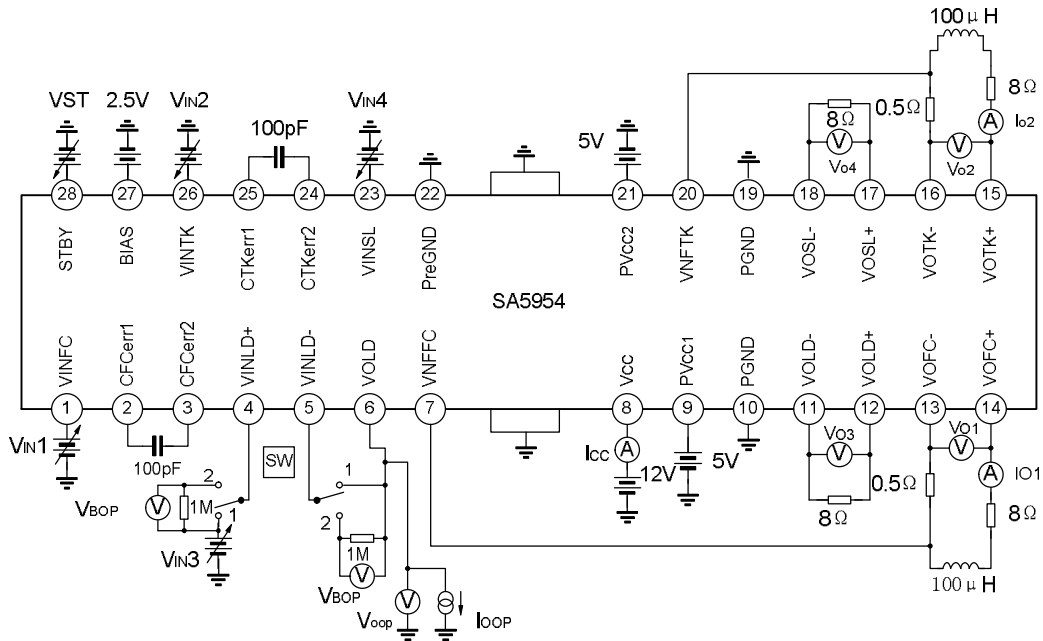 100μH
8Ω
0.5Ω
A
Io2
V
Vo2
VST
2.5V
VIN2
100pF
VIN4
5V
8Ω
V
Vo4
28
27
26
25
24
23
22
21
20
19
18
17
16
15
STBY
BIAS
VINTK
CTKerr1
CTKerr2
VINSL
PreGND
PVcc2
VNFTK
PGND
VOSL-
VOSL+
VOTK-
VOTK+
SA5954
VINFC
CFCerr1
CFCerr2
VINLD+
VINLD-
VOLD
VNFFC
Vcc
PVcc1
PGND
VOLD-
VOLD+
VOFC-
VOFC+
1
2
3
4
5
6
7
8
9
10
11
12
13
14
VIN1
100pF
SW
2
1
V
VBOP
1M
VIN3
1
2
1M
V
VBOP
V
Voop
IOOP
ICC
A
12V
5V
VO3
V
8Ω
0.5Ω
VO1
V
A
IO1
8Ω
100μH